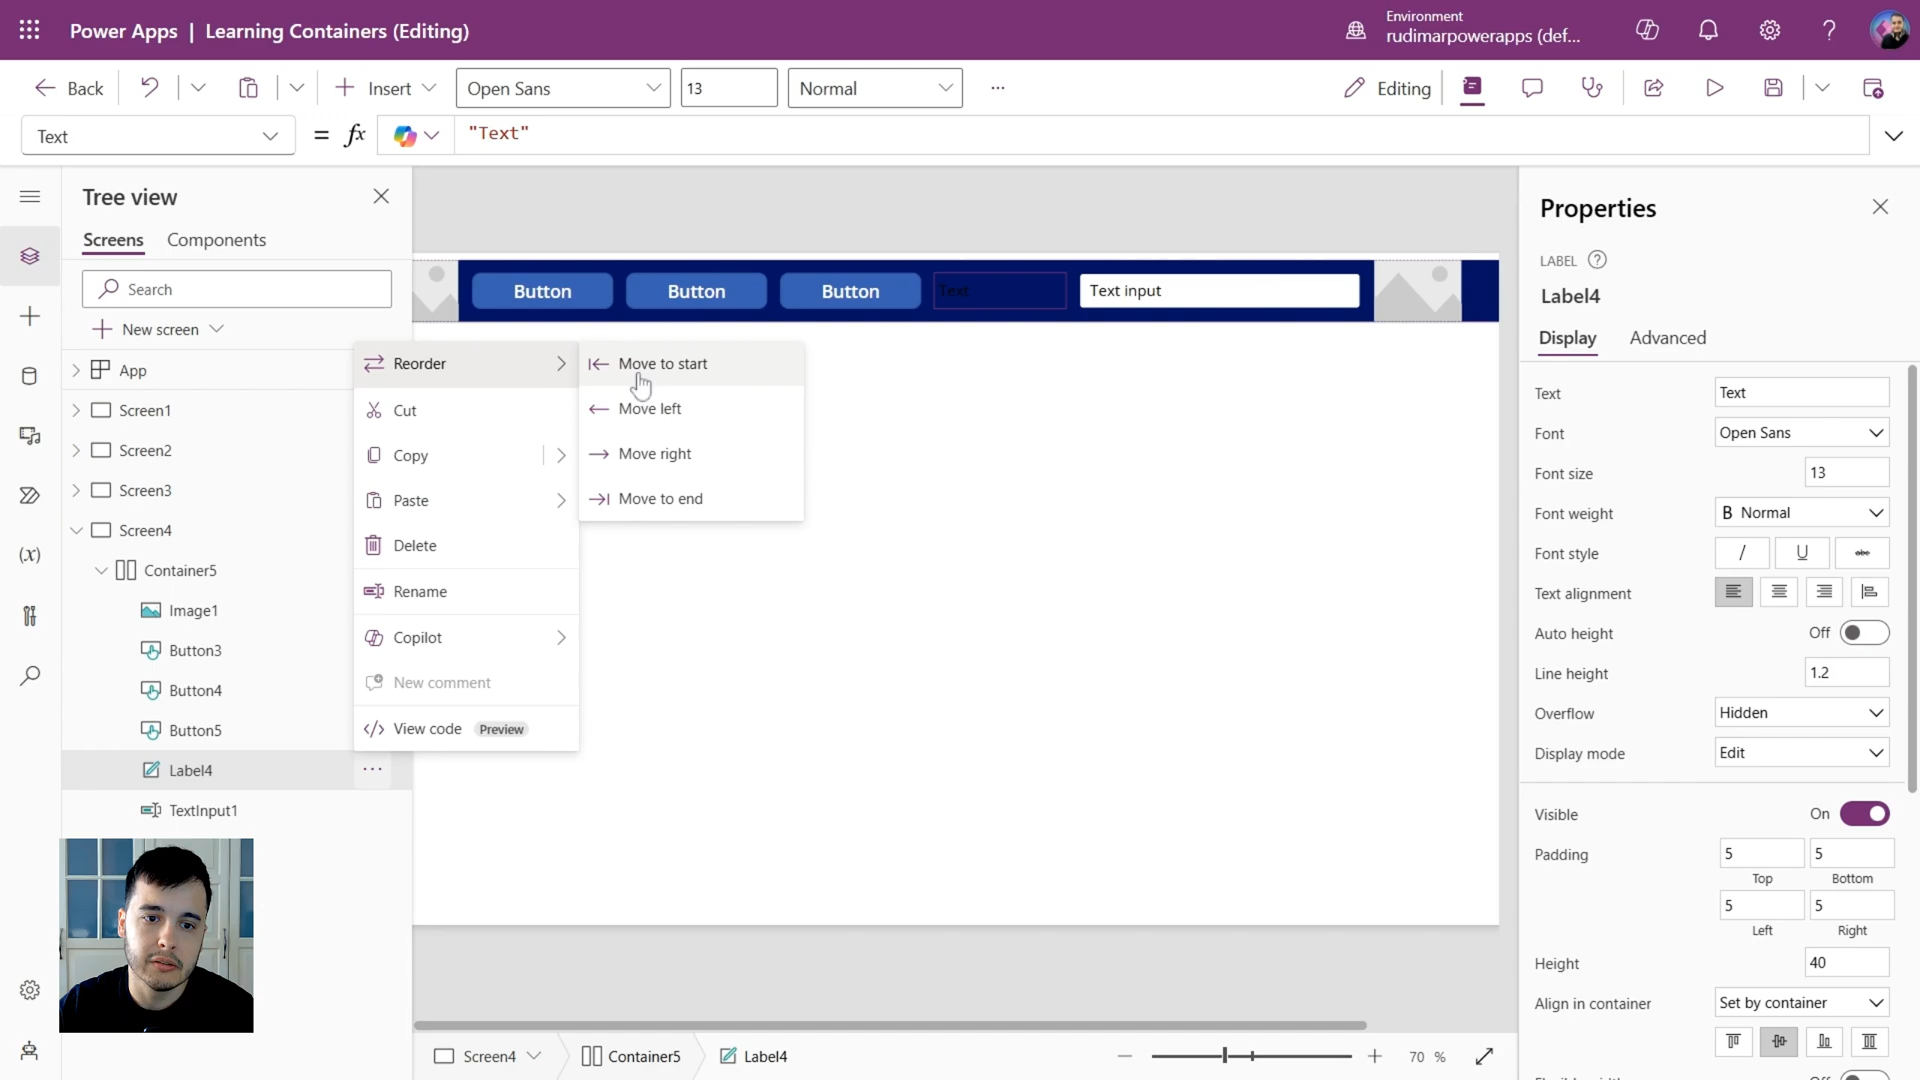 Power Apps | Learning Containers (Editing)
Environment
rudimarpowerapps (def...
Back
Insert
Open Sans
13
Normal
...
Editing
Text
= fx
"Text"
Tree view
Screens
Components
Search
New screen
App
Screen1
Screen2
Screen3
Screen4
Container5
Image1
Button3
Button4
Button5
Label4
...
TextInput1
Reorder
Cut
Copy
Paste
Delete
Rename
Copilot
New comment
View code Preview
Move to start
Move left
Move right
Move to end
Button
Button
Button
Text
Text input
Screen4
Container5
Label4
70 %
Properties
LABEL
Label4
Display
Advanced
Text
Text
Font
Open Sans
Font size
13
Font weight
B Normal
Font style
/ U abc
Text alignment
Auto height
Off
Line height
1.2
Overflow
Hidden
Display mode
Edit
Visible
On
Padding
5
5
Top
Bottom
5
5
Left
Right
Height
40
Align in container
Set by container